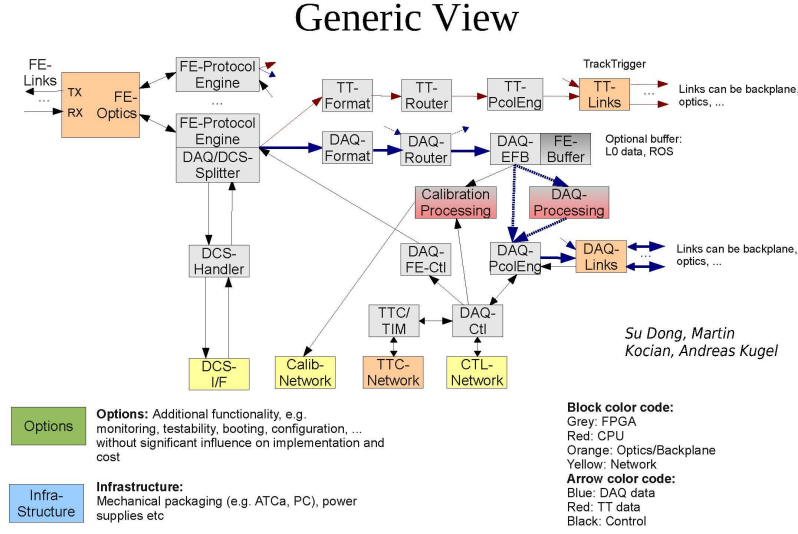 Generic View
FE-
Links
...
TX
RX
FE-
Optics
FE-Protocol
Engine
...
FE-Protocol
Engine
DAQ/DCS-
Splitter
TT-
Format
TT-
Router
TT-
PcolEng
TrackTrigger
TT-
Links
...
Links can be backplane,
optics, ...
DAQ-
Format
DAQ-
Router
DAQ-
EFB
FE-
Buffer
Optional buffer:
L0 data, ROS
Calibration
Processing
DAQ-
Processing
DCS-
Handler
DAQ-
FE-Ctl
DAQ-
PcolEng
DAQ-
Links
...
Links can be backplane,
optics, ...
TTC/
TIM
DAQ-
Ctl
Su Dong, Martin
Kocian, Andreas Kugel
DCS-
I/F
Calib-
Network
TTC-
Network
CTL-
Network
Options
Options: Additional functionality, e.g.
monitoring, testability, booting, configuration, ...
without significant influence on implementation and
cost
Infra-
Structure
Infrastructure:
Mechanical packaging (e.g. ATCa, PC), power
supplies etc
Block color code:
Grey: FPGA
Red: CPU
Orange: Optics/Backplane
Yellow: Network
Arrow color code:
Blue: DAQ data
Red: TT data
Black: Control